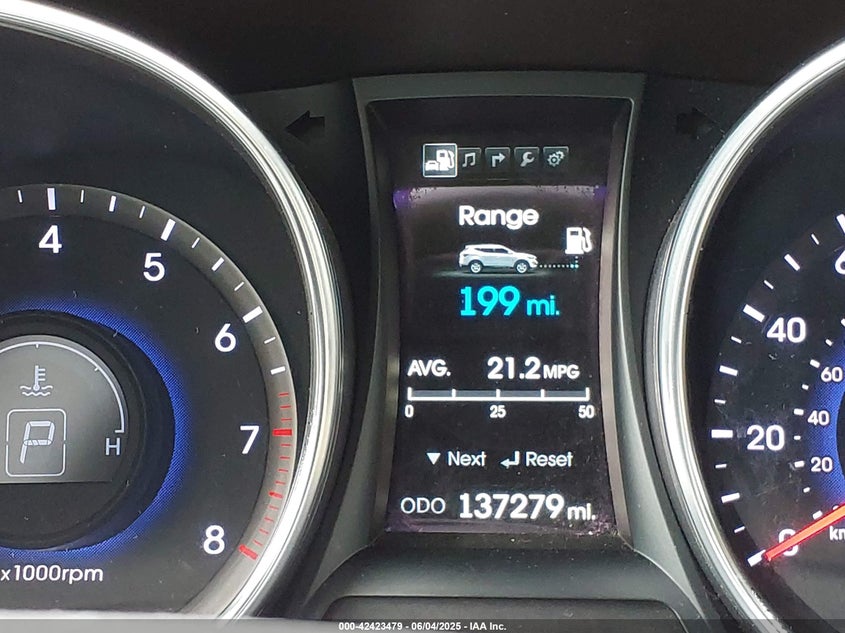 Range
199 mi.
AVG. 21.2 MPG
0 25 50
▼ Next ↵ Reset
ODO 137279 mi.
4
5
6
7
8
x1000rpm
H
P
40
20
0
60
40
20
000-42423479 - 06/04/2025 - IAA Inc.